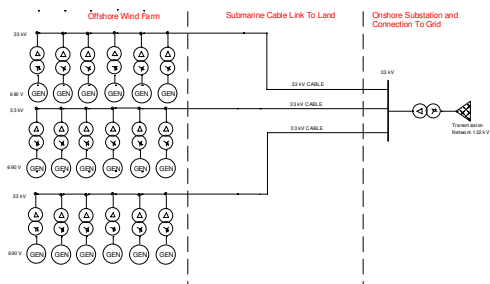 Offshore Wind Farm
Submarine Cable Link To Land
Onshore Substation and
Connection To Grid
33 kV
690 V
GEN GEN GEN GEN GEN GEN
33 kV
690 V
GEN GEN GEN GEN GEN GEN
33 kV
690 V
GEN GEN GEN GEN GEN GEN
33 kV CABLE
33 kV CABLE
33 kV CABLE
33 kV
Transmission
Network 132 kV